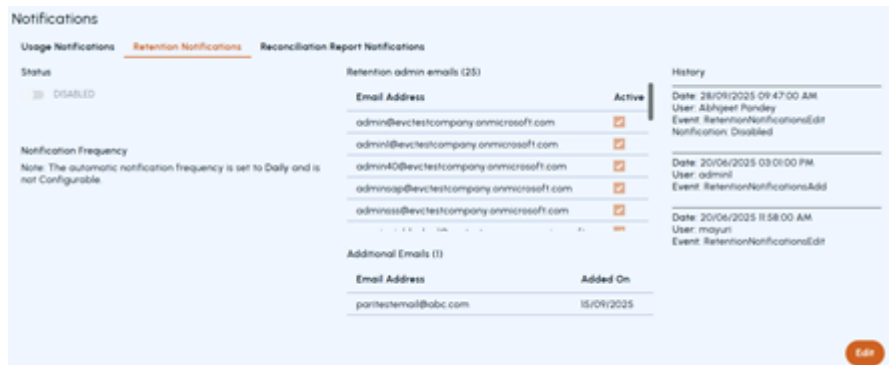 Notifications
Usage Notifications Retention Notifications Reconciliation Report Notifications
Status
DISABLED
Notification Frequency
Note: The automatic notification frequency is set to Daily and is
not Configurable.
Retention admin emails (25)
Email Address Active
admin@evctestcompany.onmicrosoft.com
admin1@evctestcompany.onmicrosoft.com
admin40@evctestcompany.onmicrosoft.com
adminsap@evctestcompany.onmicrosoft.com
adminsss@evctestcompany.onmicrosoft.com
Additional Emails (1)
Email Address Added On
paritestemail@abc.com 15/09/2025
History
Date: 28/09/2025 09:47:00 AM
User: Abhijeet Pandey
Event: RetentionNotificationsEdit
Notification: Disabled
Date: 20/06/2025 03:01:00 PM
User: admin1
Event: RetentionNotificationsAdd
Date: 20/06/2025 11:58:00 AM
User: mayuri
Event: RetentionNotificationsEdit
Edit